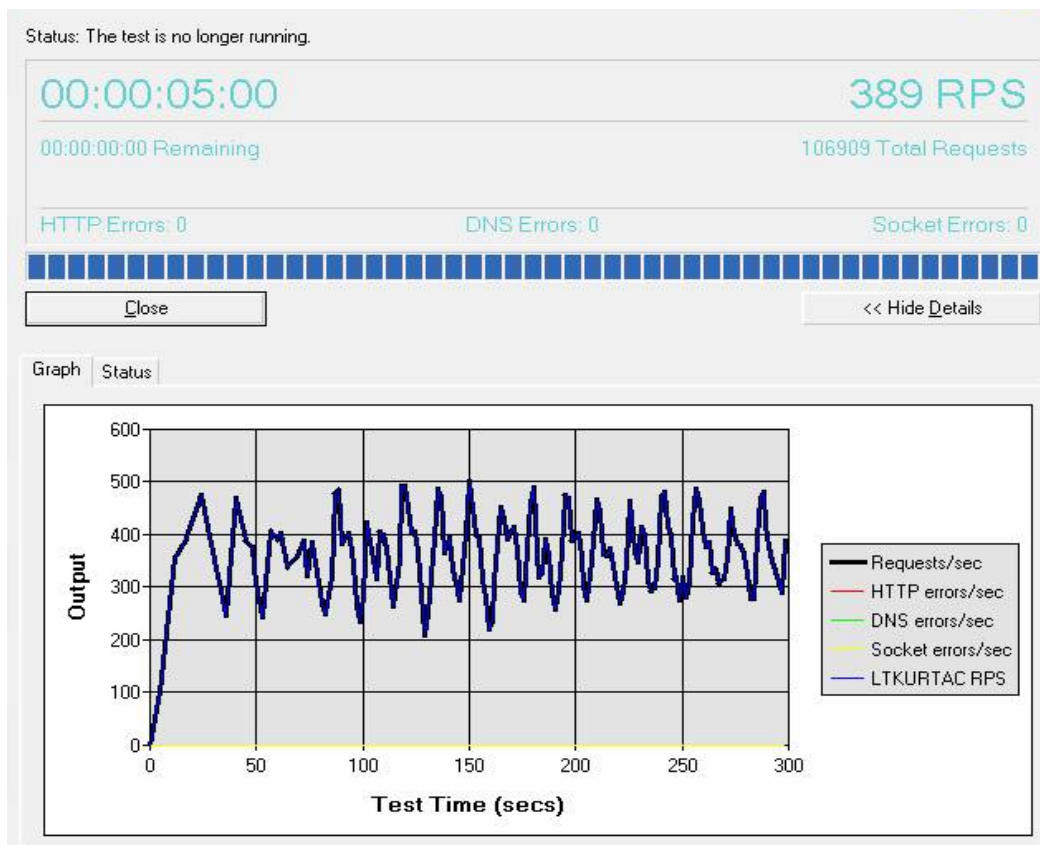 Status: The test is no longer running.
00:00:05:00
389 RPS
00:00:00:00 Remaining
106909 Total Requests
HTTP Errors: 0
DNS Errors: 0
Socket Errors: 0
Close
<< Hide Details
Graph
Status
600
500
400
300
200
100
0
Output
0
50
100
150
200
250
300
Test Time (secs)
Requests/sec
HTTP errors/sec
DNS errors/sec
Socket errors/sec
LTKURTAC RPS